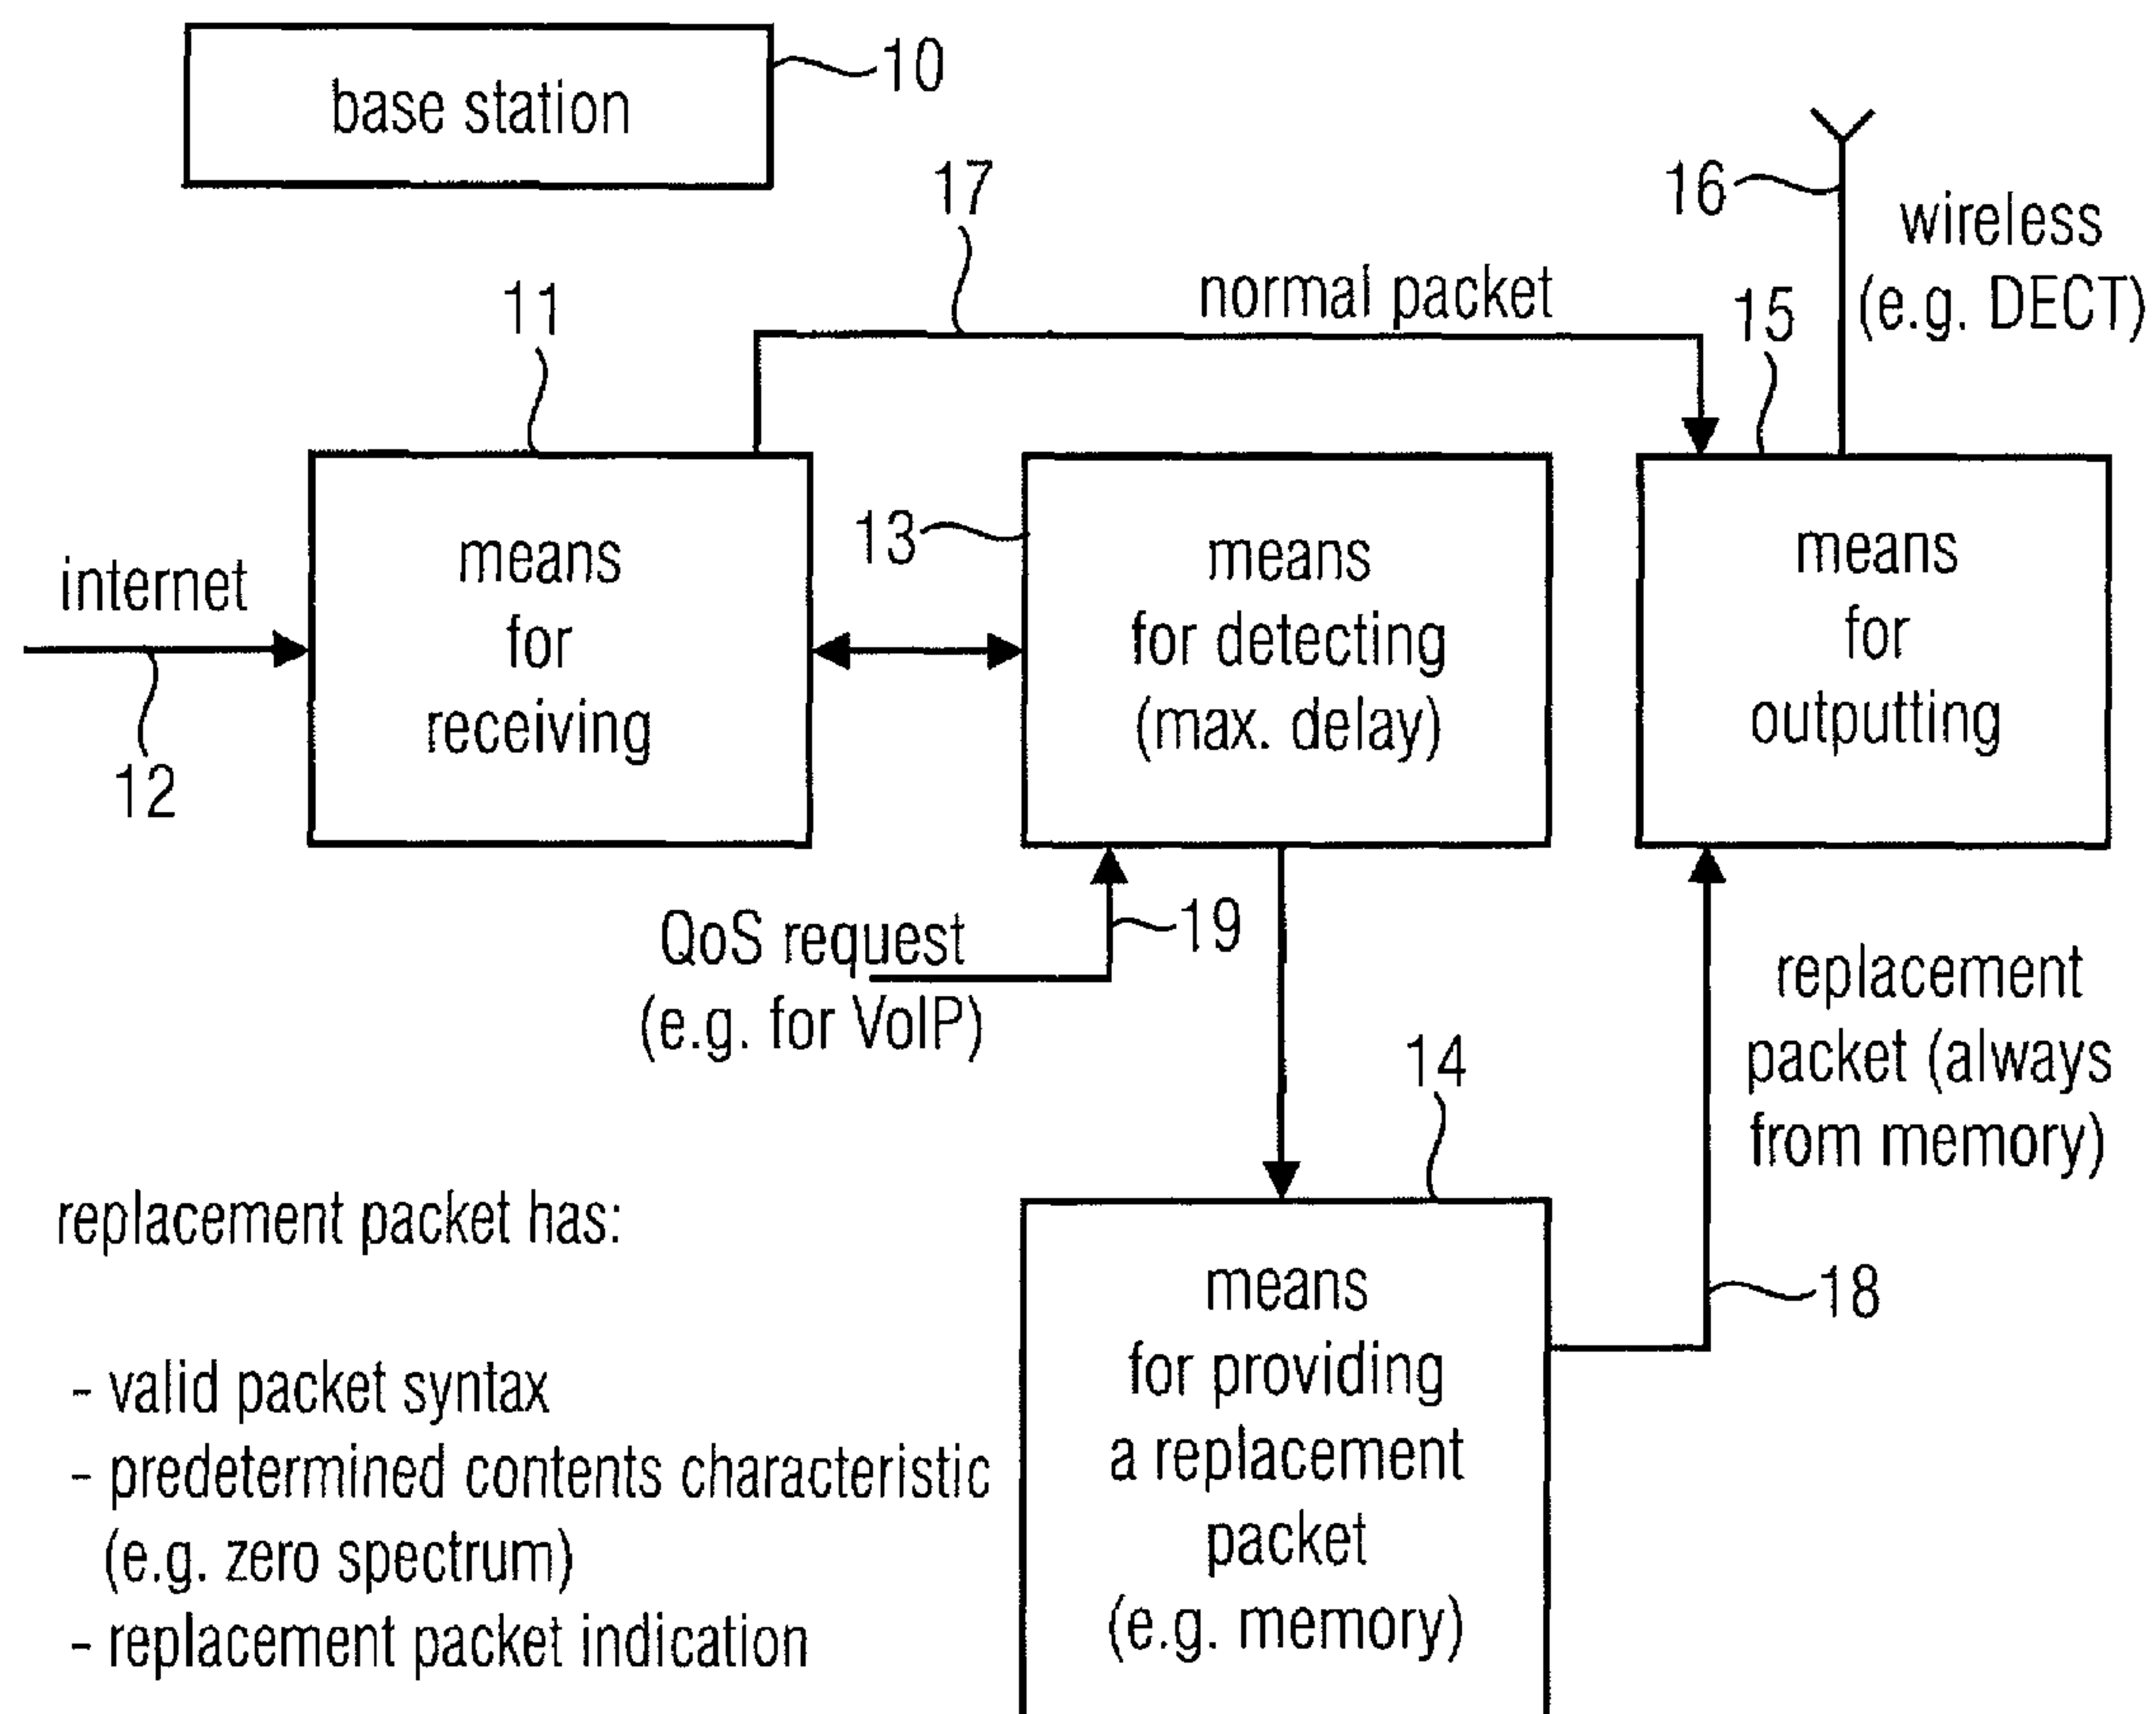 base station
10
17
16
wireless
(e.g. DECT)
normal packet
11
15
internet
12
means
for
receiving
13
means
for detecting
(max. delay)
means
for
outputting
QoS request
(e.g. for VoIP)
19
replacement
packet (always
from memory)
14
18
means
for providing
a replacement
packet
(e.g. memory)
replacement packet has:
- valid packet syntax
- predetermined contents characteristic
(e.g. zero spectrum)
- replacement packet indication